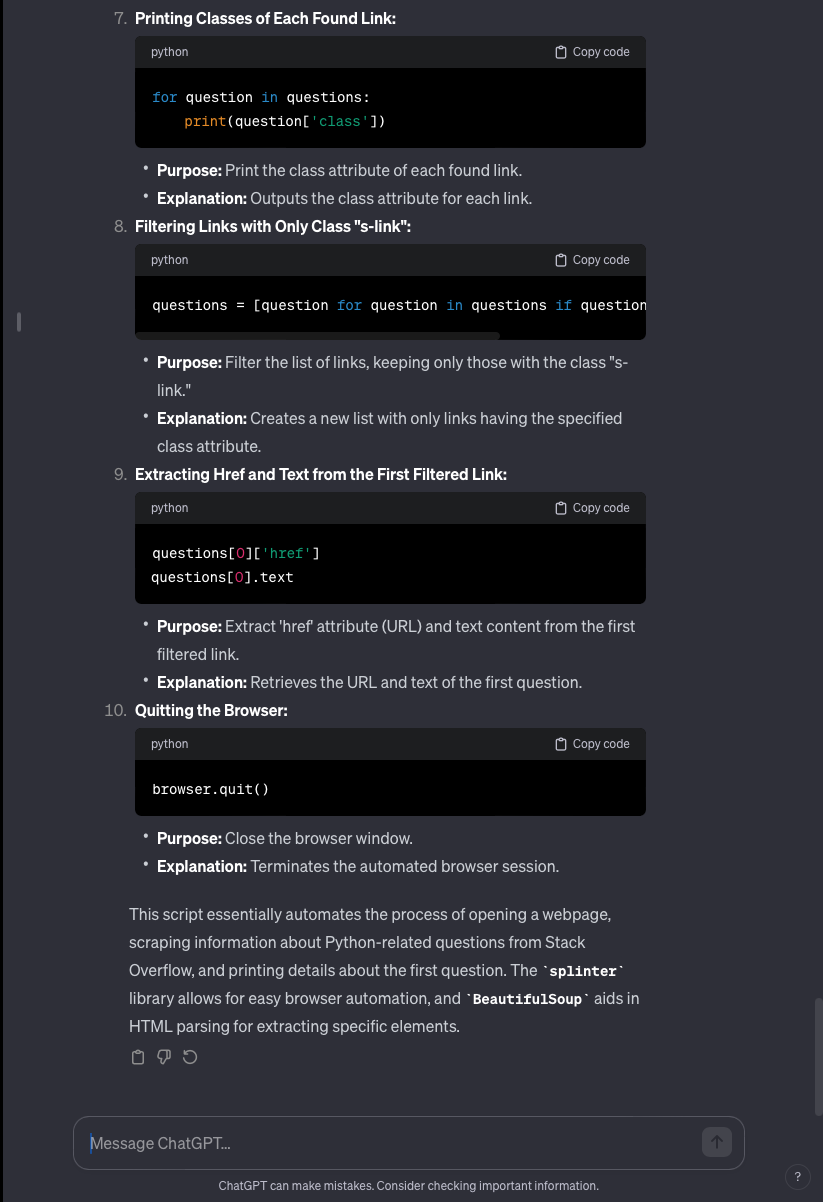 7. Printing Classes of Each Found Link:
python Copy code
for question in questions:
print(question['class'])
• Purpose: Print the class attribute of each found link.
• Explanation: Outputs the class attribute for each link.
8. Filtering Links with Only Class "s-link":
python Copy code
questions = [question for question in questions if question
• Purpose: Filter the list of links, keeping only those with the class "s-
link."
• Explanation: Creates a new list with only links having the specified
class attribute.
9. Extracting Href and Text from the First Filtered Link:
python Copy code
questions[0]['href']
questions[0].text
• Purpose: Extract 'href' attribute (URL) and text content from the first
filtered link.
• Explanation: Retrieves the URL and text of the first question.
10. Quitting the Browser:
python Copy code
browser.quit()
• Purpose: Close the browser window.
• Explanation: Terminates the automated browser session.
This script essentially automates the process of opening a webpage,
scraping information about Python-related questions from Stack
Overflow, and printing details about the first question. The `splinter`
library allows for easy browser automation, and `BeautifulSoup` aids in
HTML parsing for extracting specific elements.
Message ChatGPT...
ChatGPT can make mistakes. Consider checking important information.
?